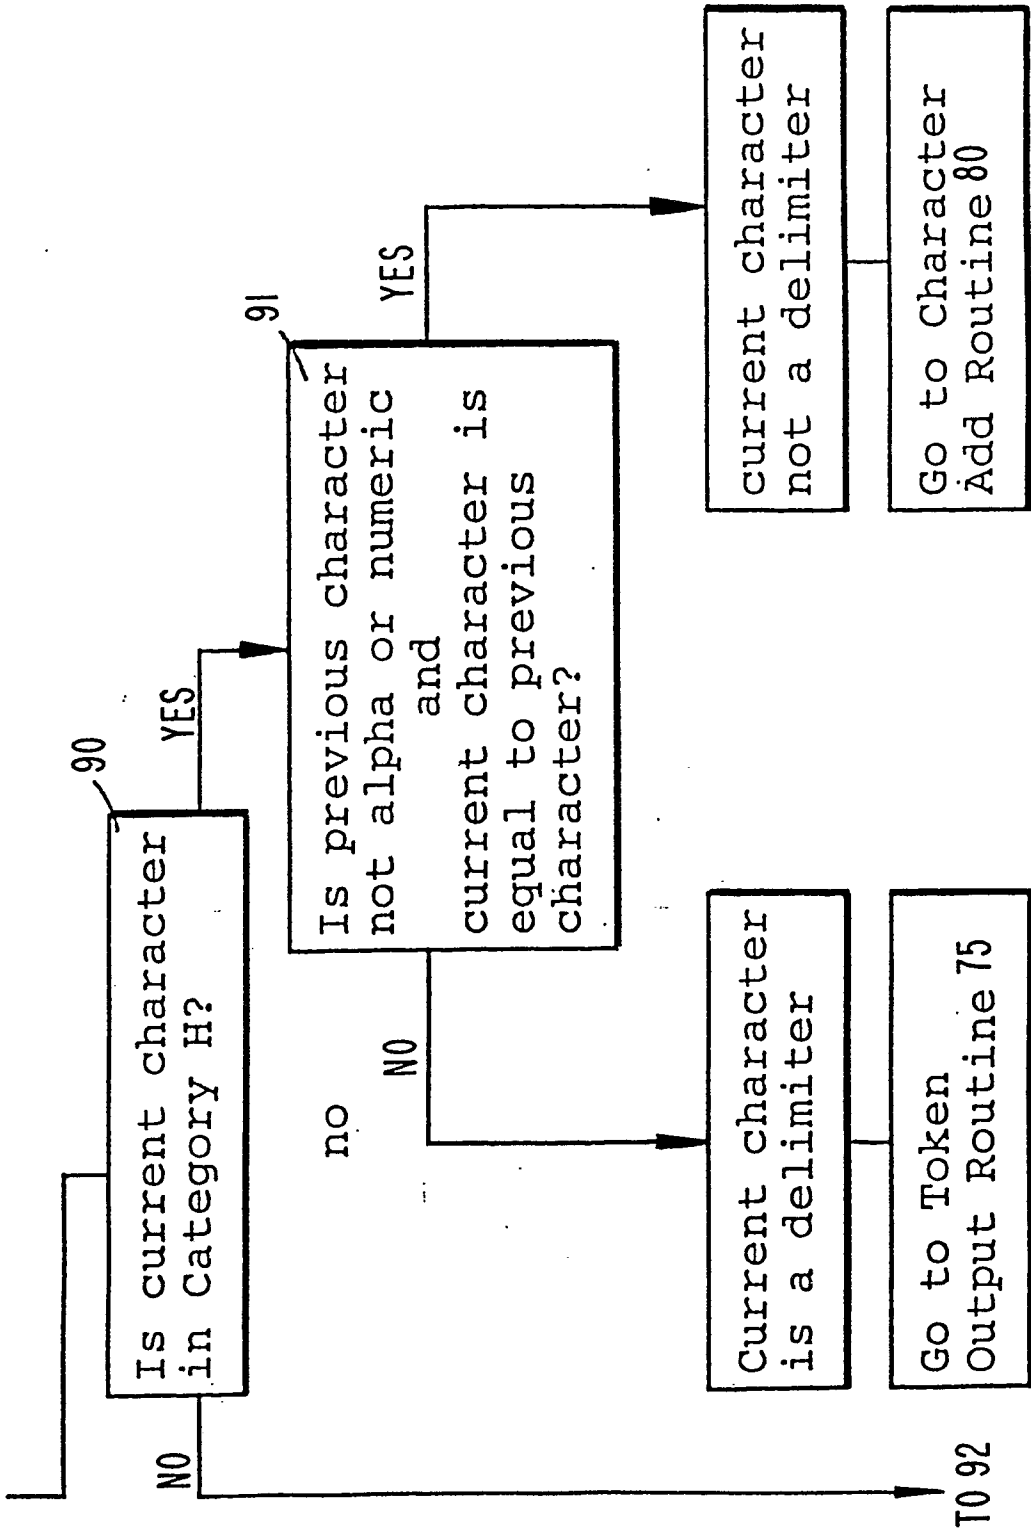 90
Is current character
in Category H?
NO
YES
91
Is previous character
not alpha or numeric
and
current character is
equal to previous
character?
no
NO
YES
Current character
is a delimiter
Go to Token
Output Routine 75
current character
not a delimiter
Go to Character
Add Routine 80
TO 92